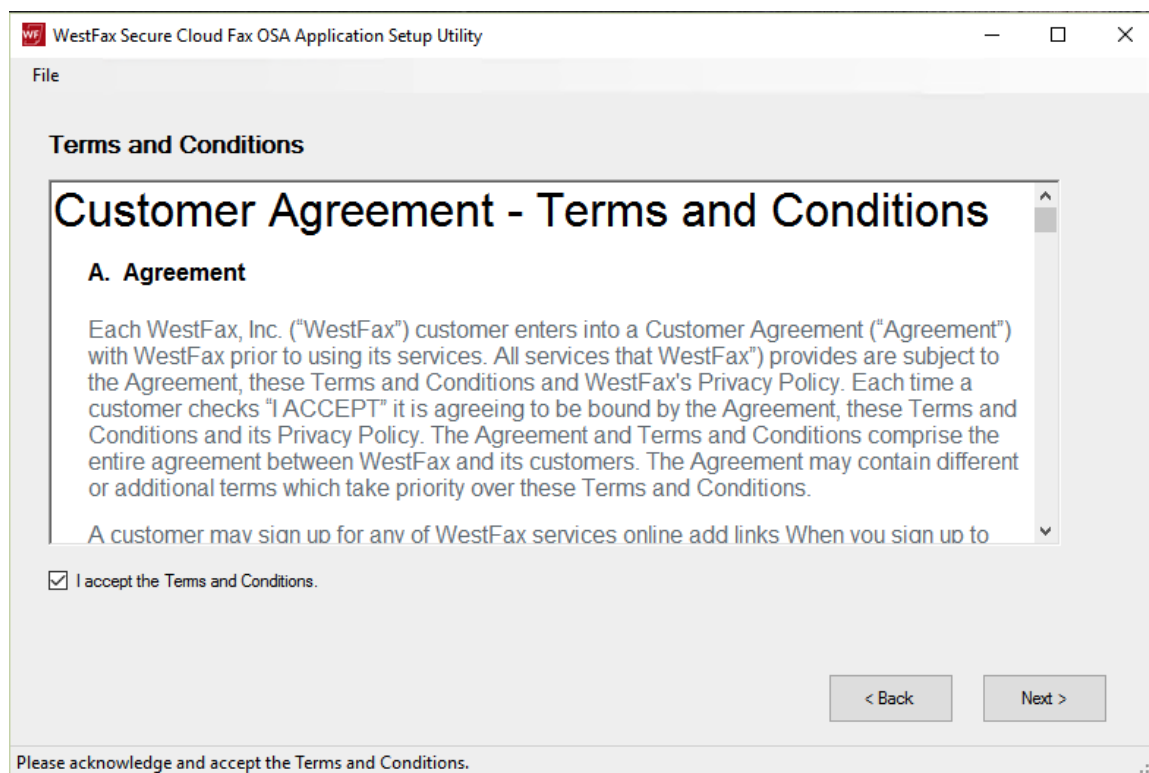 WF WestFax Secure Cloud Fax OSA Application Setup Utility
File
Terms and Conditions
Customer Agreement - Terms and Conditions
A. Agreement
Each WestFax, Inc. (“WestFax”) customer enters into a Customer Agreement (“Agreement”)
with WestFax prior to using its services. All services that WestFax”) provides are subject to
the Agreement, these Terms and Conditions and WestFax's Privacy Policy. Each time a
customer checks “I ACCEPT” it is agreeing to be bound by the Agreement, these Terms and
Conditions and its Privacy Policy. The Agreement and Terms and Conditions comprise the
entire agreement between WestFax and its customers. The Agreement may contain different
or additional terms which take priority over these Terms and Conditions.
A customer may sign up for any of WestFax services online add links When you sign up to
I accept the Terms and Conditions.
< Back
Next >
Please acknowledge and accept the Terms and Conditions.